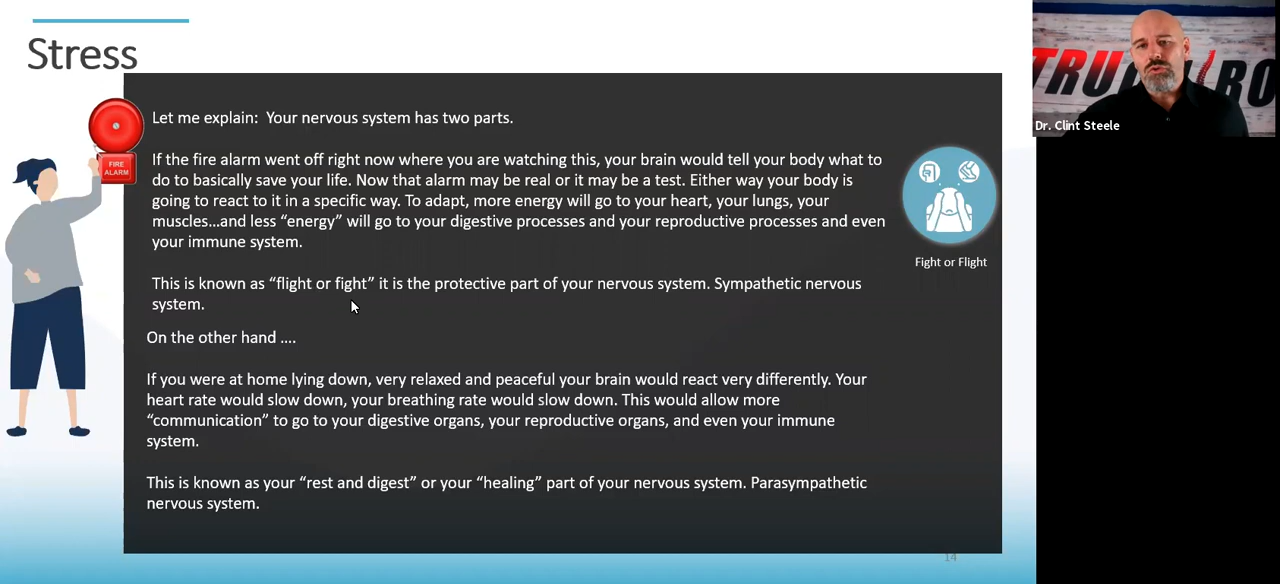 Stress
Let me explain:  Your nervous system has two parts.
If the fire alarm went off right now where you are watching this, your brain would tell your body what to
do to basically save your life. Now that alarm may be real or it may be a test. Either way your body is
going to react to it in a specific way. To adapt, more energy will go to your heart, your lungs, your
muscles...and less “energy” will go to your digestive processes and your reproductive processes and even
your immune system.
This is known as “flight or fight” it is the protective part of your nervous system. Sympathetic nervous
system.
On the other hand ....
If you were at home lying down, very relaxed and peaceful your brain would react very differently. Your
heart rate would slow down, your breathing rate would slow down. This would allow more
“communication” to go to your digestive organs, your reproductive organs, and even your immune
system.
This is known as your “rest and digest” or your “healing” part of your nervous system. Parasympathetic
nervous system.
FIRE
ALARM
Fight or Flight
14
Dr. Clint Steele